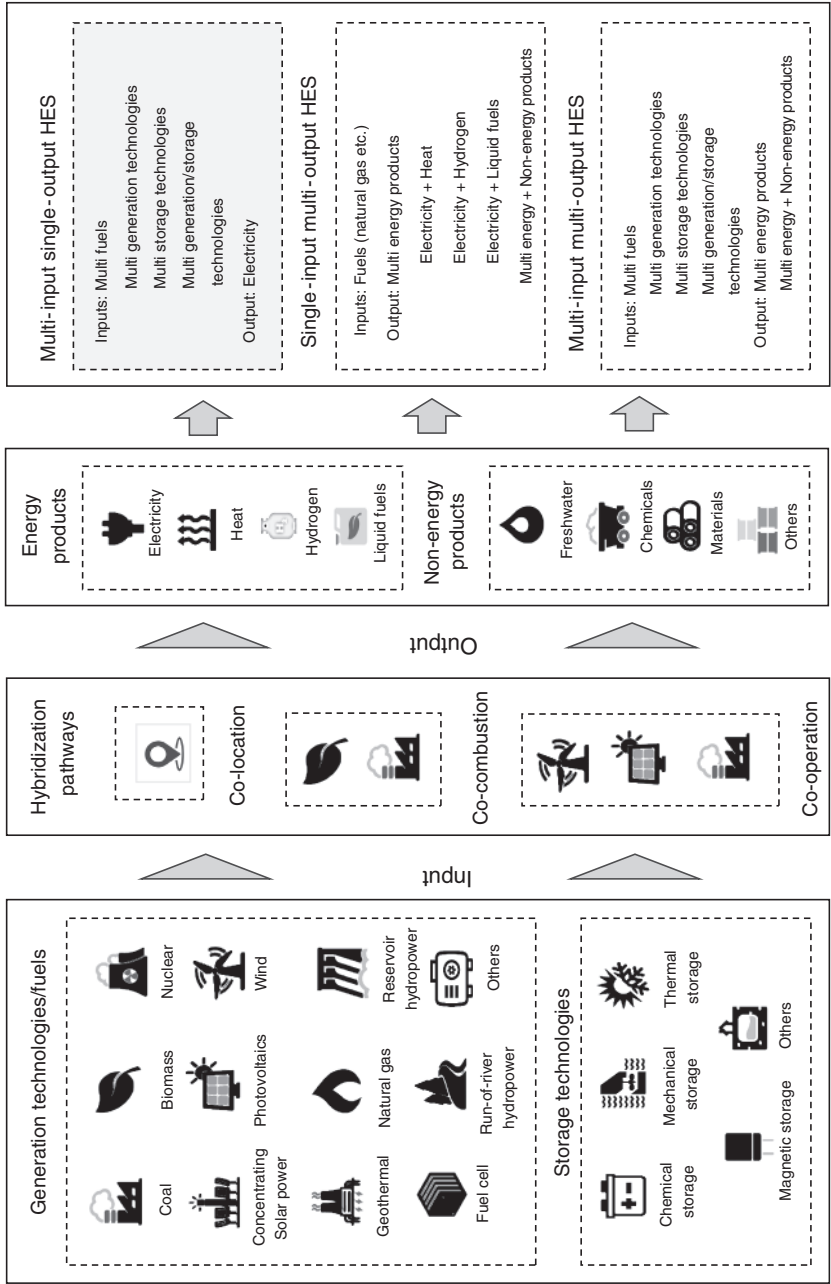 Generation technologies/fuels
Coal
Biomass
Nuclear
Concentrating
Solar power
Photovoltaics
Wind
Geothermal
Natural gas
Reservoir
hydropower
Fuel cell
Run-of-river
hydropower
Others
Storage technologies
Chemical
storage
Mechanical
storage
Thermal
storage
Magnetic storage
Others
Input
Hybridization
pathways
Co-location
Co-combustion
Co-operation
Output
Energy
products
Electricity
Heat
H2
Hydrogen
Liquid fuels
Non-energy
products
Freshwater
Chemicals
Materials
Others
Multi-input single-output HES
Inputs: Multi fuels
Multi generation technologies
Multi storage technologies
Multi generation/storage
technologies
Output: Electricity
Single-input multi-output HES
Inputs: Fuels (natural gas etc.)
Output: Multi energy products
Electricity + Heat
Electricity + Hydrogen
Electricity + Liquid fuels
Multi energy + Non-energy products
Multi-input multi-output HES
Inputs: Multi fuels
Multi generation technologies
Multi storage technologies
Multi generation/storage
technologies
Output: Multi energy products
Multi energy + Non-energy products